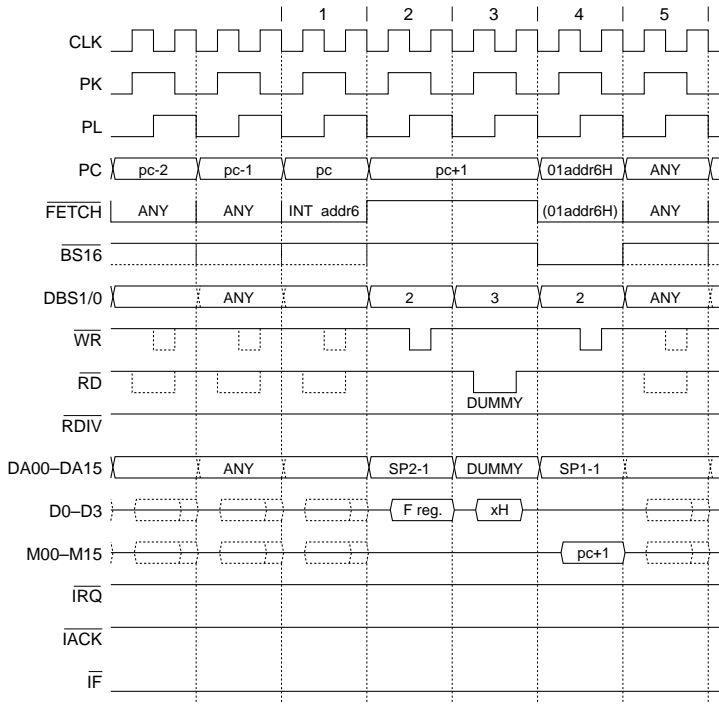 1 2 3 4 5
CLK
PK
PL
PC pc-2 pc-1 pc pc+1 01addr6H ANY
FETCH ANY ANY INT addr6 (01addr6H) ANY
BS16
DBS1/0 ANY 2 3 2 ANY
WR
RD
DUMMY
RDIV
DA00–DA15 ANY SP2-1 DUMMY SP1-1
D0–D3 F reg. xH
M00–M15 pc+1
IRQ
IACK
IF